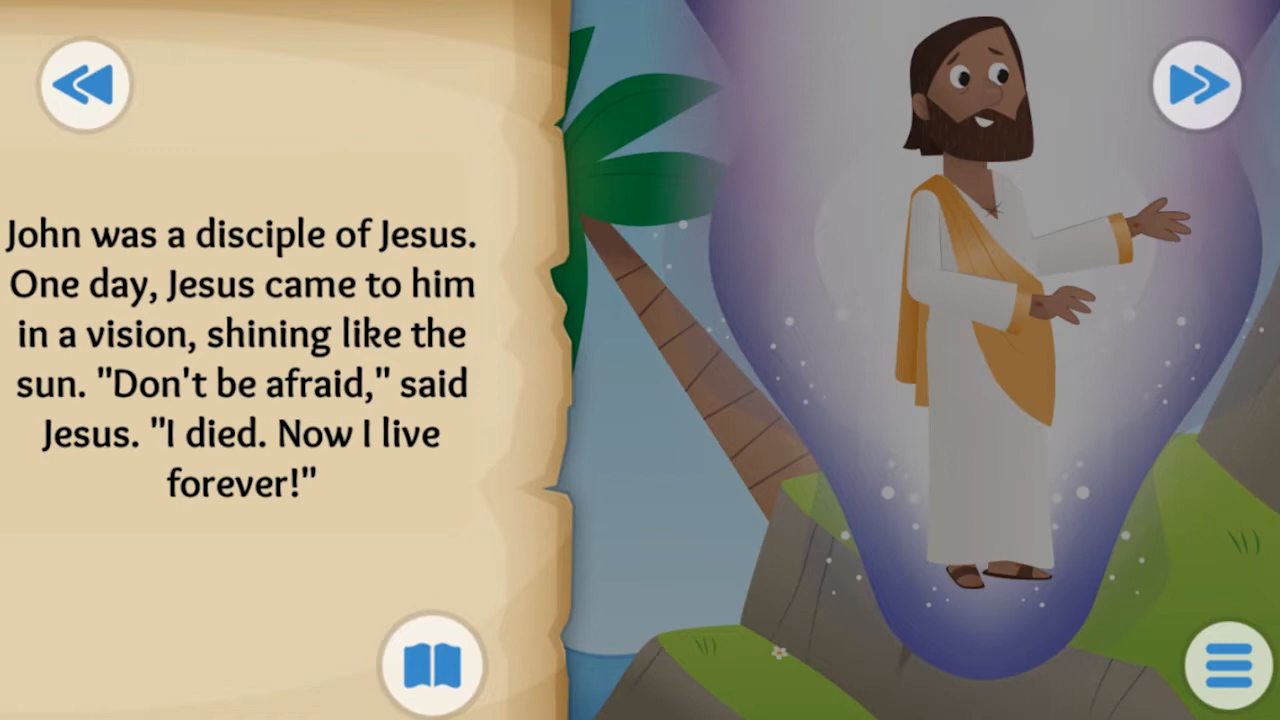 John was a disciple of Jesus.
One day, Jesus came to him
in a vision, shining like the
sun. "Don't be afraid," said
Jesus. "I died. Now I live
forever!"